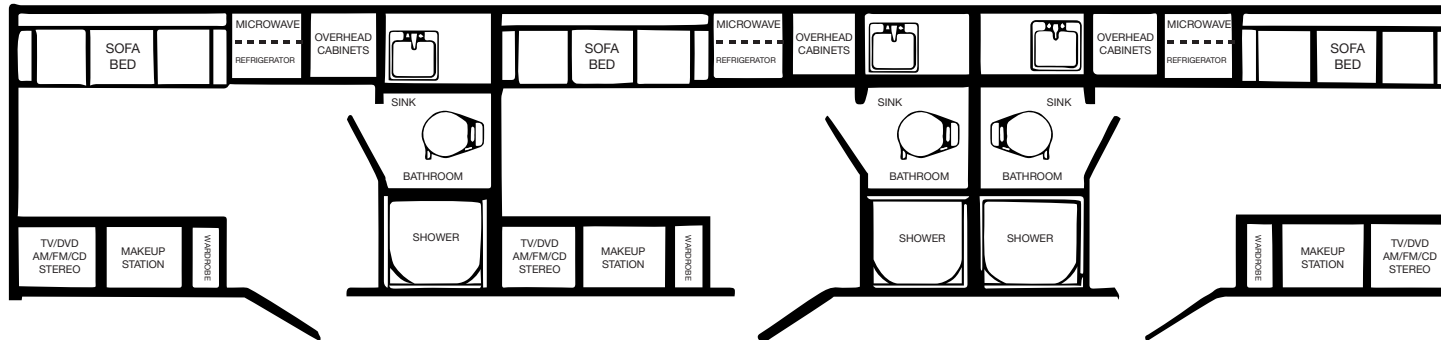 SOFA
BED
MICROWAVE
REFRIGERATOR
OVERHEAD
CABINETS
SINK
BATHROOM
SHOWER
TV/DVD
AM/FM/CD
STEREO
MAKEUP
STATION
WARDROBE
SOFA
BED
MICROWAVE
REFRIGERATOR
OVERHEAD
CABINETS
SINK
BATHROOM
SHOWER
TV/DVD
AM/FM/CD
STEREO
MAKEUP
STATION
WARDROBE
SINK
BATHROOM
SHOWER
OVERHEAD
CABINETS
MICROWAVE
REFRIGERATOR
SOFA
BED
WARDROBE
MAKEUP
STATION
TV/DVD
AM/FM/CD
STEREO